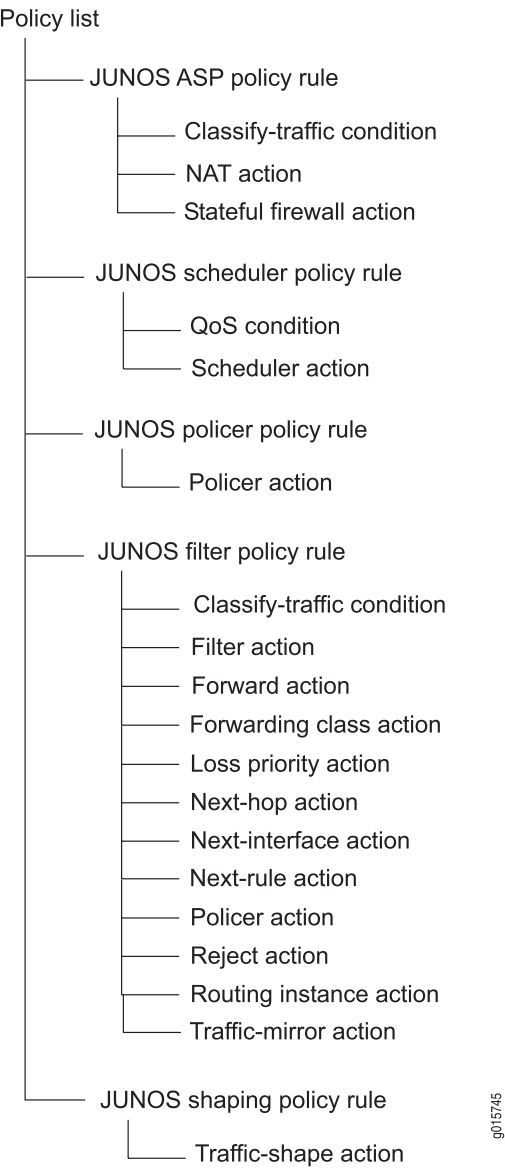 Policy list
JUNOS ASP policy rule
Classify-traffic condition
NAT action
Stateful firewall action
JUNOS scheduler policy rule
QoS condition
Scheduler action
JUNOS policer policy rule
Policer action
JUNOS filter policy rule
Classify-traffic condition
Filter action
Forward action
Forwarding class action
Loss priority action
Next-hop action
Next-interface action
Next-rule action
Policer action
Reject action
Routing instance action
Traffic-mirror action
JUNOS shaping policy rule
Traffic-shape action
g015745